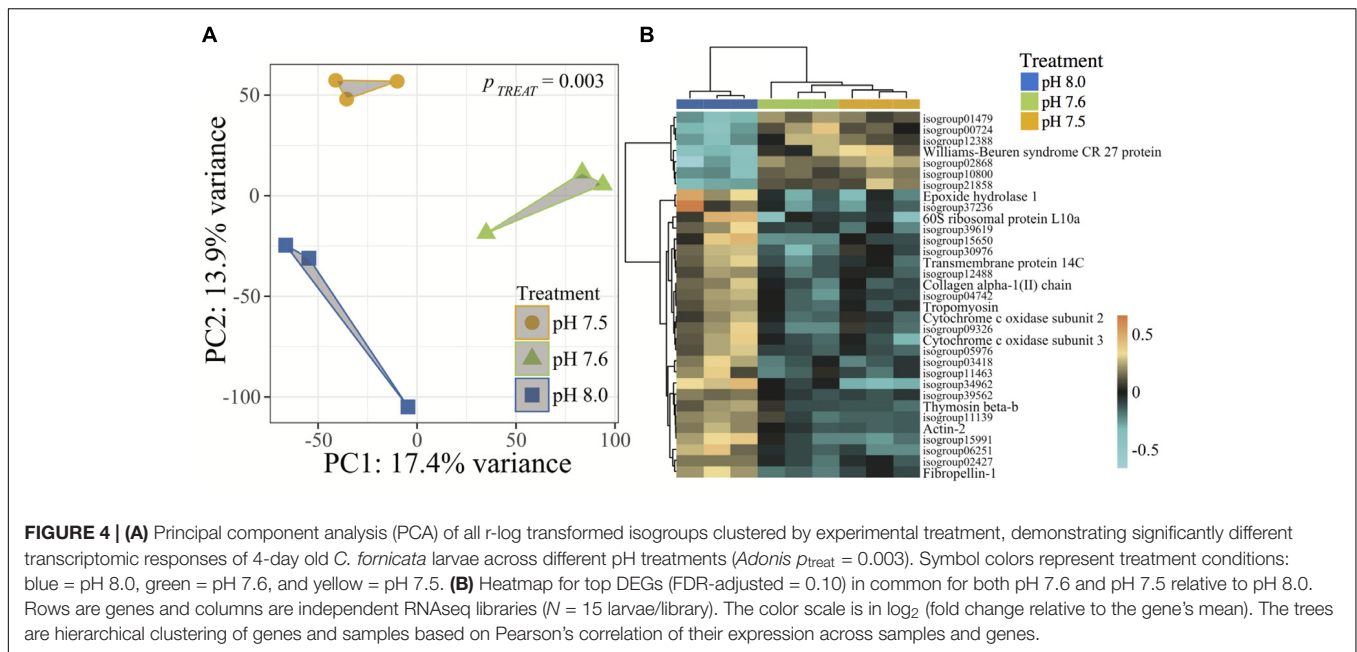 A
p TREAT = 0.003
PC2: 13.9% variance
50
0
-50
-100
-50
0
50
100
PC1: 17.4% variance
Treatment
pH 7.5
pH 7.6
pH 8.0
B
Treatment
pH 8.0
pH 7.6
pH 7.5
isogroup01479
isogroup00724
isogroup12388
Williams-Beuren syndrome CR 27 protein
isogroup02868
isogroup10800
isogroup21858
Epoxide hydrolase 1
isogroup37236
60S ribosomal protein L10a
isogroup39619
isogroup15650
isogroup30976
Transmembrane protein 14C
isogroup12488
Collagen alpha-1(II) chain
isogroup04742
Tropomyosin
Cytochrome c oxidase subunit 2
isogroup09326
Cytochrome c oxidase subunit 3
isogroup05976
isogroup03418
isogroup11463
isogroup34962
isogroup39562
Thymosin beta-b
isogroup11139
Actin-2
isogroup15991
isogroup06251
isogroup02427
Fibropellin-1
0.5
0
-0.5
FIGURE 4 | (A) Principal component analysis (PCA) of all r-log transformed isogroups clustered by experimental treatment, demonstrating significantly different
transcriptomic responses of 4-day old C. fornicata larvae across different pH treatments (Adonis ptreat = 0.003). Symbol colors represent treatment conditions:
blue = pH 8.0, green = pH 7.6, and yellow = pH 7.5. (B) Heatmap for top DEGs (FDR-adjusted = 0.10) in common for both pH 7.6 and pH 7.5 relative to pH 8.0.
Rows are genes and columns are independent RNAseq libraries (N = 15 larvae/library). The color scale is in log2 (fold change relative to the gene's mean). The trees
are hierarchical clustering of genes and samples based on Pearson's correlation of their expression across samples and genes.